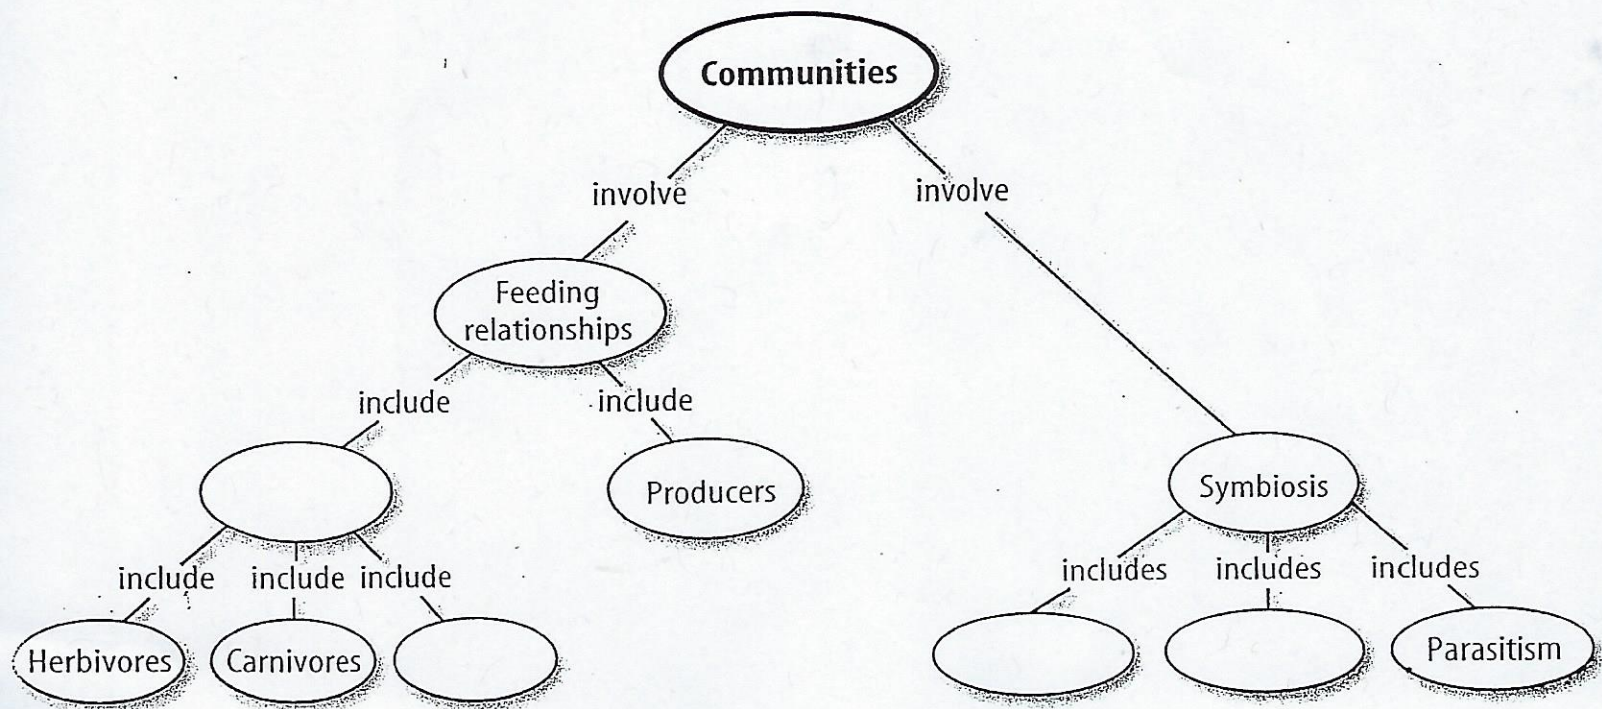 Communities
involve
involve
Feeding
relationships
include
include
Producers
Symbiosis
include
include
include
includes
includes
includes
Herbivores
Carnivores
Parasitism